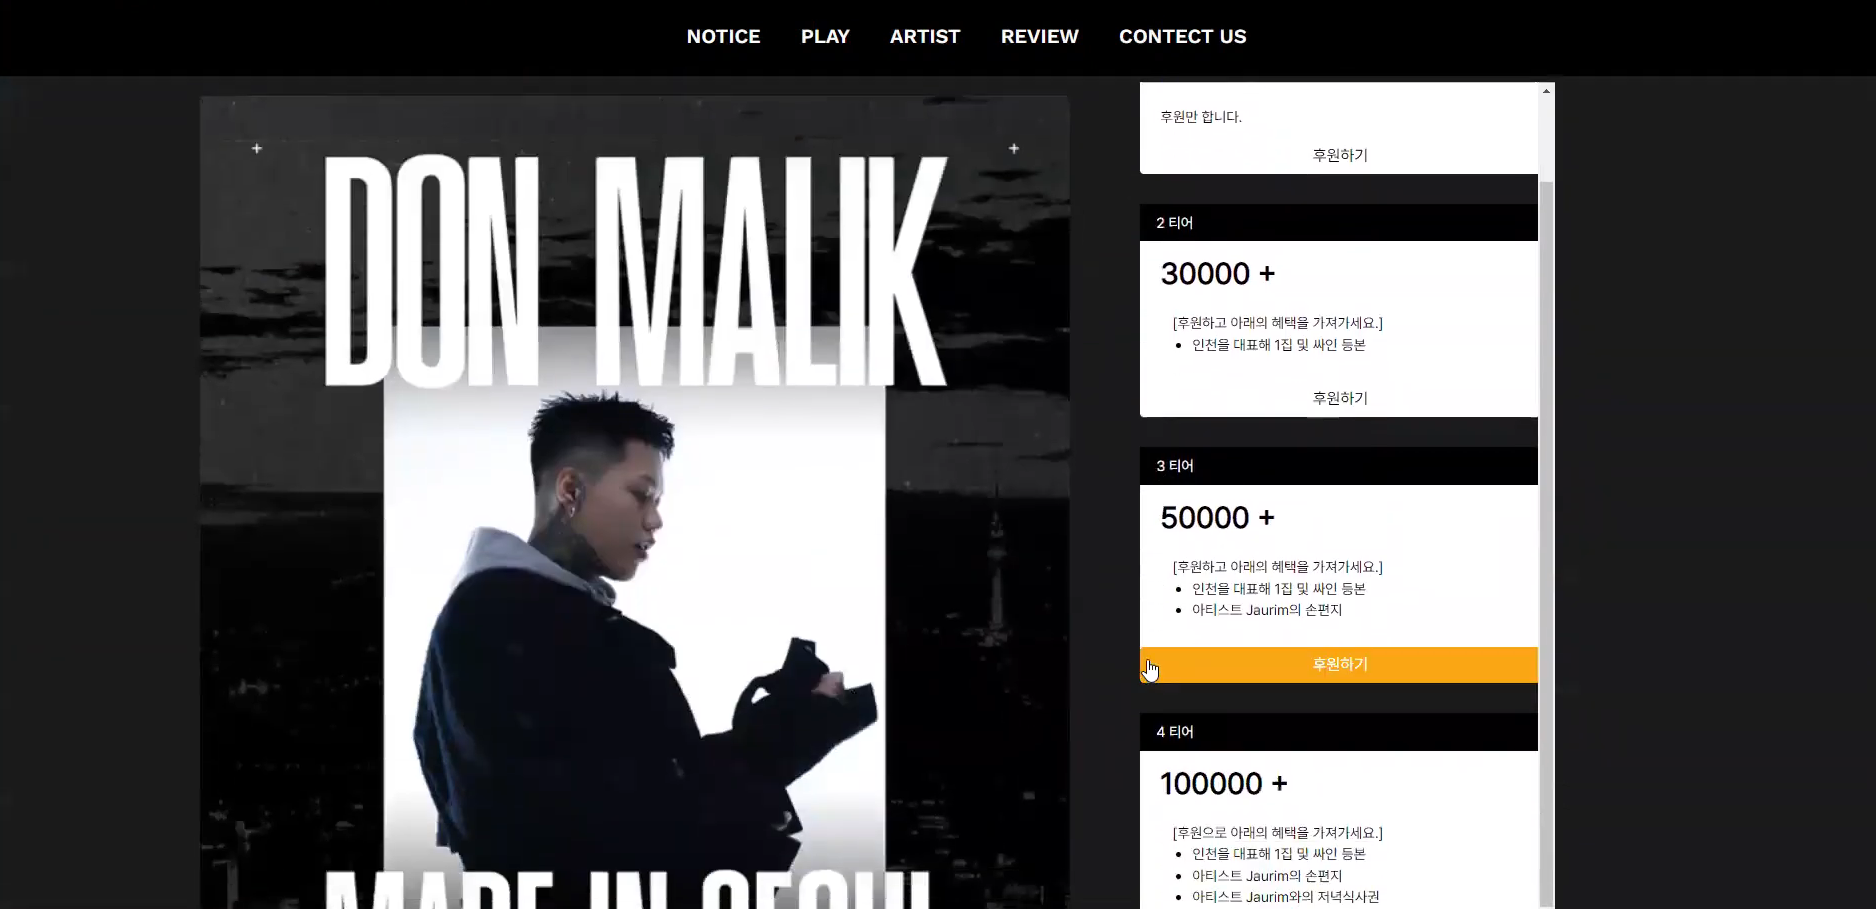 NOTICE PLAY ARTIST REVIEW CONTECT US
DON MALIK
MADE IN SEOUL
후원만 합니다.
후원하기
2 티어
30000 +
[후원하고 아래의 혜택을 가져가세요.]
인천을 대표해 1집 및 싸인 등본
후원하기
3 티어
50000 +
[후원하고 아래의 혜택을 가져가세요.]
인천을 대표해 1집 및 싸인 등본
아티스트 Jaurim의 손편지
후원하기
4 티어
100000 +
[후원으로 아래의 혜택을 가져가세요.]
인천을 대표해 1집 및 싸인 등본
아티스트 Jaurim의 손편지
아티스트 Jaurim와의 저녁식사권